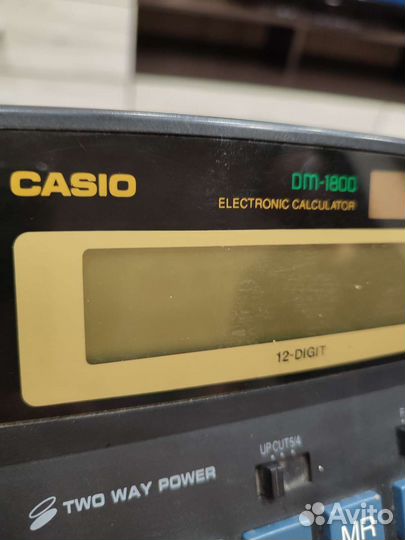 CASIO
DM-1800
ELECTRONIC CALCULATOR
12-DIGIT
UP CUT 5/4
TWO WAY POWER
MR
Avito